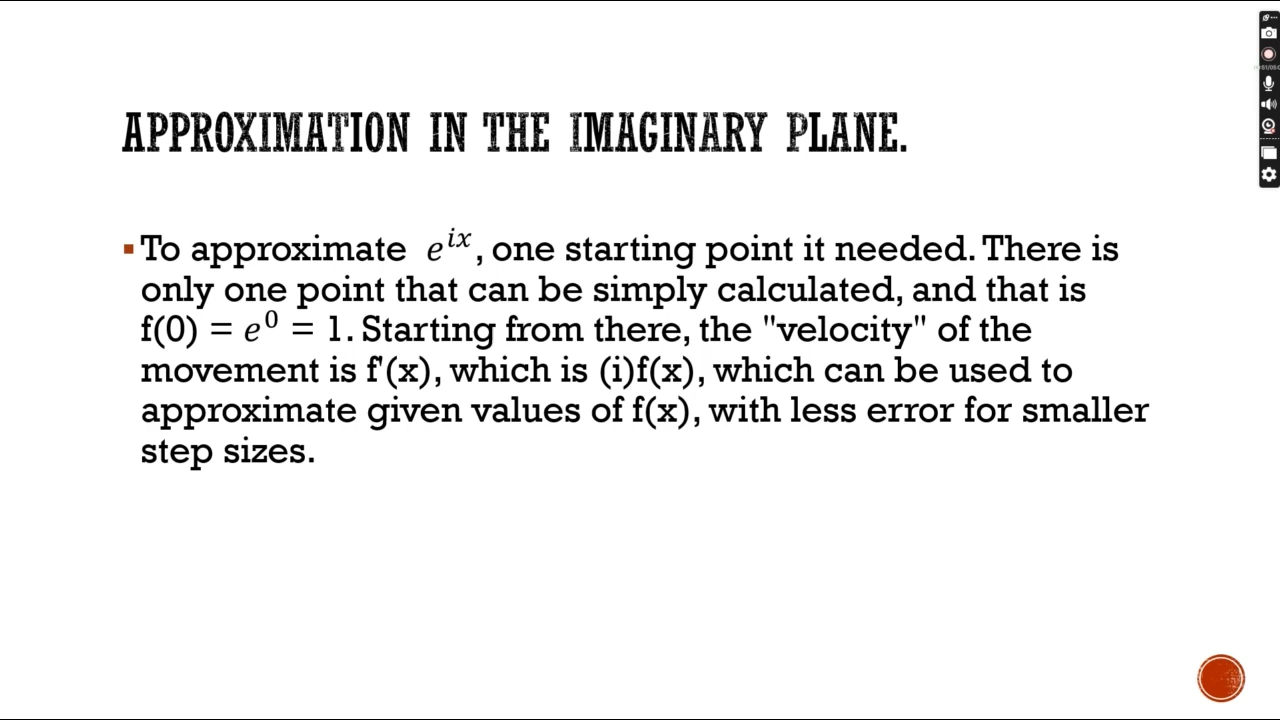 APPROXIMATION IN THE IMAGINARY PLANE.
▪ To approximate $e^{ix}$, one starting point it needed. There is
only one point that can be simply calculated, and that is
f(0) = $e^0$ = 1. Starting from there, the "velocity" of the
movement is f'(x), which is (i)f(x), which can be used to
approximate given values of f(x), with less error for smaller
step sizes.